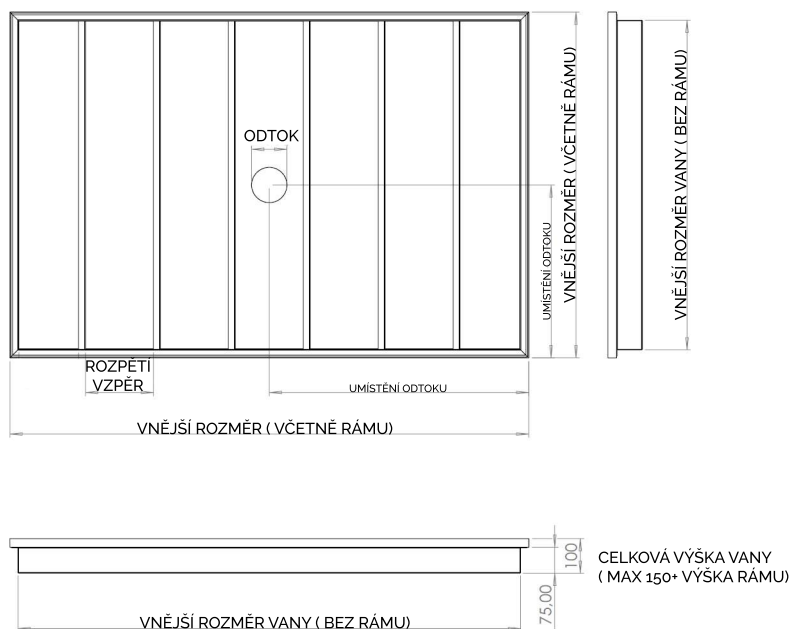 ODTOK
UMÍSTĚNÍ ODTOKU
VNĚJŠÍ ROZMĚR ( VČETNĚ RÁMU)
VNĚJŠÍ ROZMĚR VANY ( BEZ RÁMU)
ROZPĚTÍ
VZPĚR
UMÍSTĚNÍ ODTOKU
VNĚJŠÍ ROZMĚR ( VČETNĚ RÁMU)
100
CELKOVÁ VÝŠKA VANY
( MAX 150+ VÝŠKA RÁMU)
75,00
VNĚJŠÍ ROZMĚR VANY ( BEZ RÁMU)